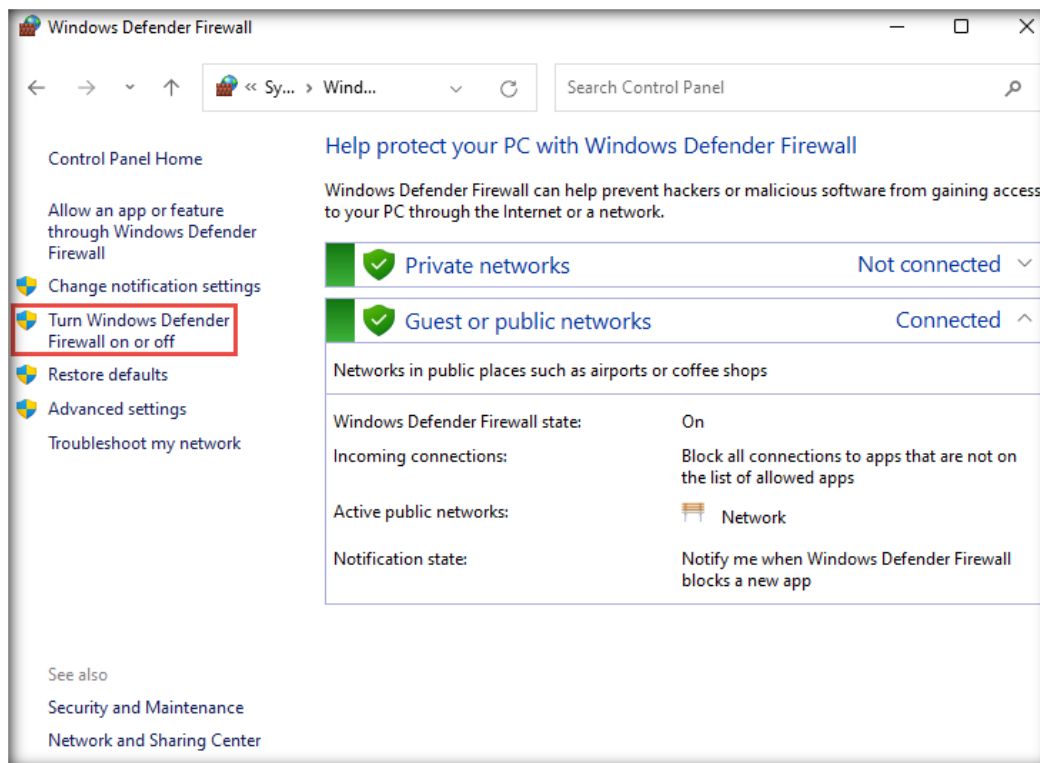 Windows Defender Firewall
« Sy... › Wind...
Search Control Panel
Control Panel Home
Allow an app or feature
through Windows Defender
Firewall
Change notification settings
Turn Windows Defender
Firewall on or off
Restore defaults
Advanced settings
Troubleshoot my network
See also
Security and Maintenance
Network and Sharing Center
Help protect your PC with Windows Defender Firewall
Windows Defender Firewall can help prevent hackers or malicious software from gaining access
to your PC through the Internet or a network.
Private networks Not connected
Guest or public networks Connected
Networks in public places such as airports or coffee shops
Windows Defender Firewall state: On
Incoming connections: Block all connections to apps that are not on
the list of allowed apps
Active public networks: Network
Notification state: Notify me when Windows Defender Firewall
blocks a new app